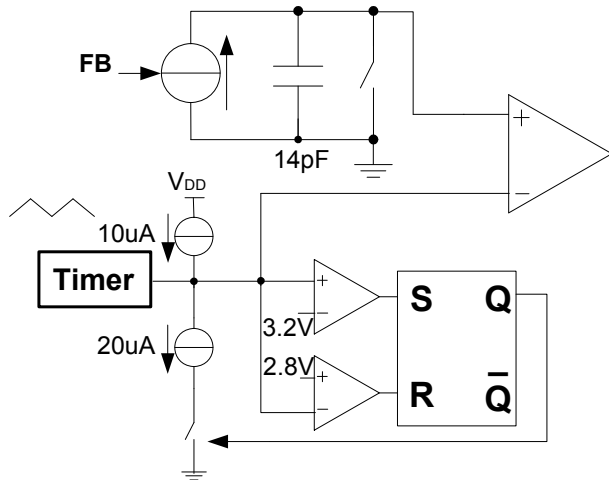 FB
14pF
VDD
10uA
+
−
Timer
+
−
3.2V
S
Q
20uA
2.8V
+
−
R
Q̅